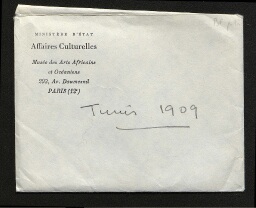 MINISTÈRE D'ÉTAT
Affaires Culturelles
Musée des Arts Africains
et Océaniens
293, Av. Daumesnil
PARIS (12e)
Tunis 1909